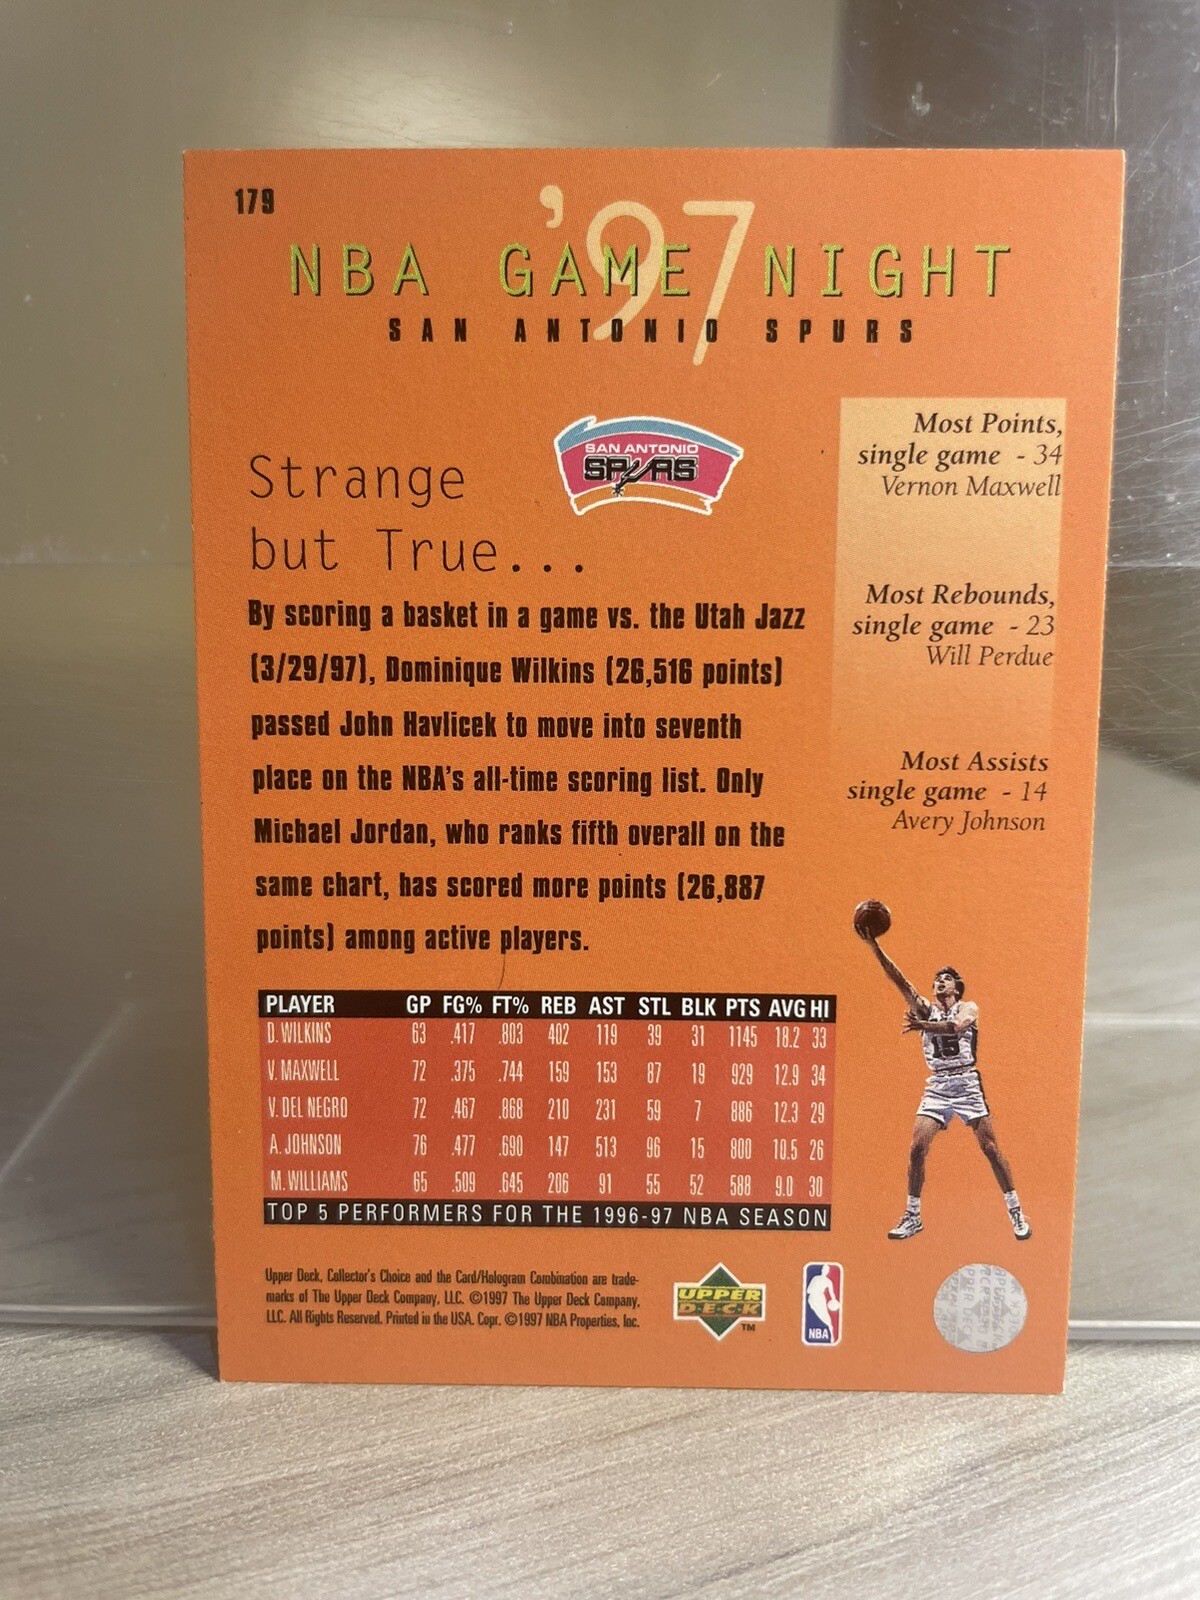 179
'97
NBA GAME NIGHT
SAN ANTONIO SPURS
SAN ANTONIO
SPURS
Strange
but True...
By scoring a basket in a game vs. the Utah Jazz
(3/29/97), Dominique Wilkins (26,516 points)
passed John Havlicek to move into seventh
place on the NBA's all-time scoring list. Only
Michael Jordan, who ranks fifth overall on the
same chart, has scored more points (26,887
points) among active players.
Most Points,
single game - 34
Vernon Maxwell
Most Rebounds,
single game - 23
Will Perdue
Most Assists
single game - 14
Avery Johnson
15
PLAYER GP FG% FT% REB AST STL BLK PTS AVG HI
D. WILKINS 63 .417 .803 402 119 39 31 1145 18.2 33
V. MAXWELL 72 .375 .744 159 153 87 19 929 12.9 34
V. DEL NEGRO 72 .467 .868 210 231 59 7 886 12.3 29
A. JOHNSON 76 .477 .690 147 513 96 15 800 10.5 26
M. WILLIAMS 65 .509 .645 206 91 55 52 588 9.0 30
TOP 5 PERFORMERS FOR THE 1996-97 NBA SEASON
Upper Deck, Collector's Choice and the Card/Hologram Combination are trade-
marks of The Upper Deck Company, LLC. ©1997 The Upper Deck Company,
LLC. All Rights Reserved. Printed in the USA. Copr. ©1997 NBA Properties, Inc.
UPPER
DECK
TM
NBA